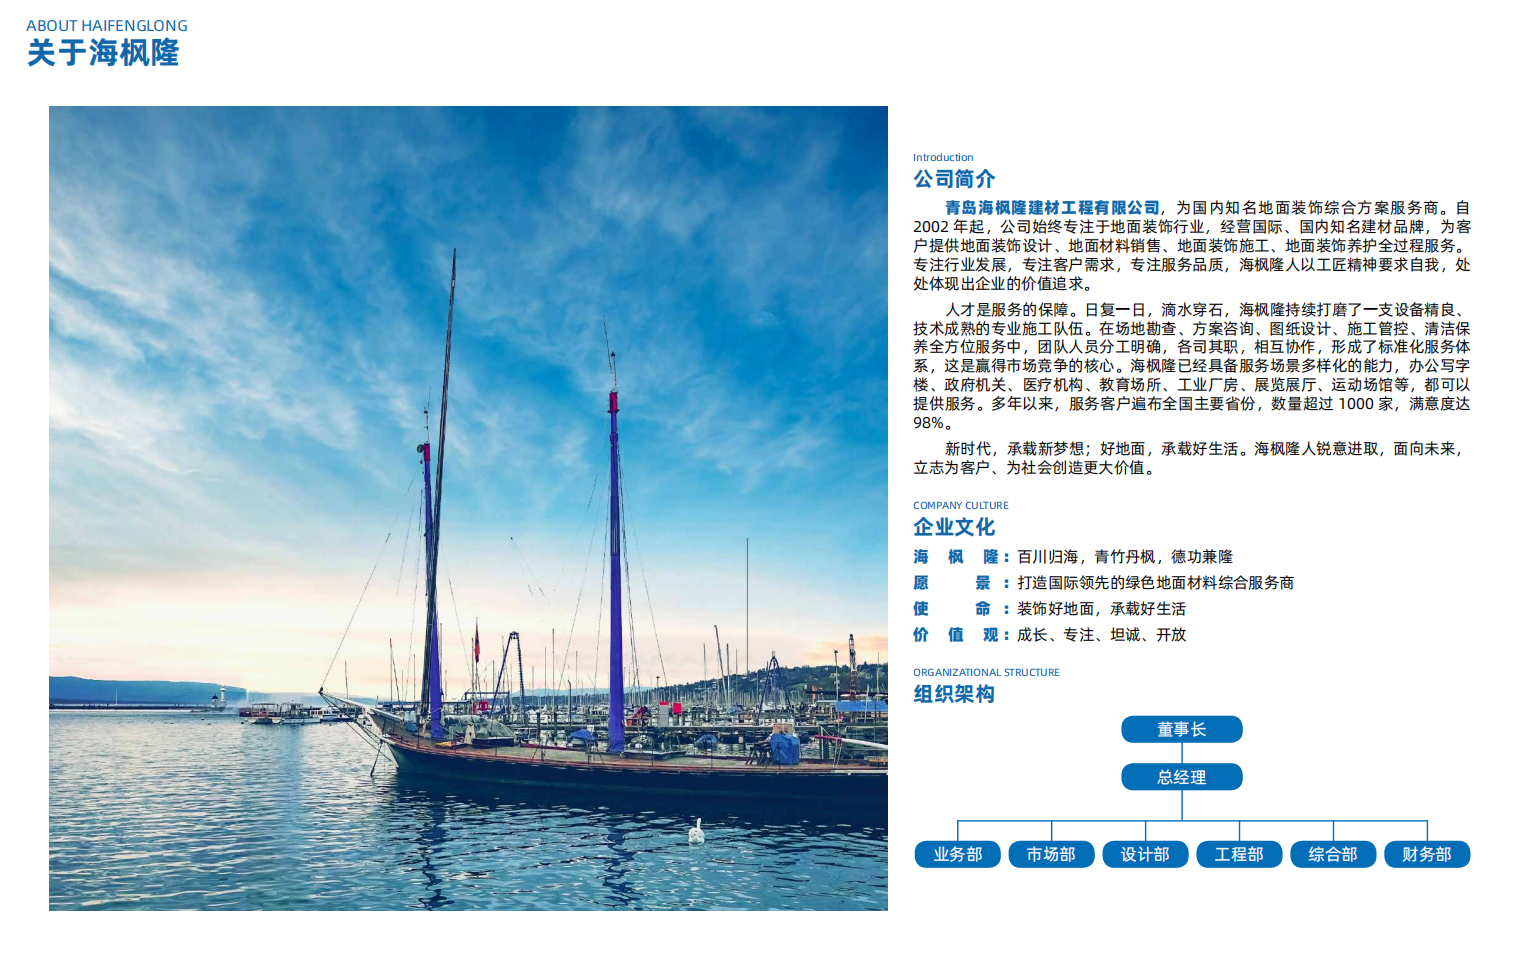 ABOUT HAIFENGLONG
关于海枫隆
Introduction
公司简介
青岛海枫隆建材工程有限公司，为国内知名地面装饰综合方案服务商。自
2002 年起，公司始终专注于地面装饰行业，经营国际、国内知名建材品牌，为客
户提供地面装饰设计、地面材料销售、地面装饰施工、地面装饰养护全过程服务。
专注行业发展，专注客户需求，专注服务品质，海枫隆人以工匠精神要求自我，处
处体现出企业的价值追求。
人才是服务的保障。日复一日，滴水穿石，海枫隆持续打磨了一支设备精良、
技术成熟的专业施工队伍。在场地勘查、方案咨询、图纸设计、施工管控、清洁保
养全方位服务中，团队人员分工明确，各司其职，相互协作，形成了标准化服务体
系，这是赢得市场竞争的核心。海枫隆已经具备服务场景多样化的能力，办公写字
楼、政府机关、医疗机构、教育场所、工业厂房、展览展厅、运动场馆等，都可以
提供服务。多年以来，服务客户遍布全国主要省份，数量超过 1000 家，满意度达
98%。
新时代，承载新梦想；好地面，承载好生活。海枫隆人锐意进取，面向未来，
立志为客户、为社会创造更大价值。
COMPANY CULTURE
企业文化
海 枫 隆：百川归海，青竹丹枫，德功兼隆
愿 景：打造国际领先的绿色地面材料综合服务商
使 命：装饰好地面，承载好生活
价 值 观：成长、专注、坦诚、开放
ORGANIZATIONAL STRUCTURE
组织架构
董事长
总经理
业务部 市场部 设计部 工程部 综合部 财务部